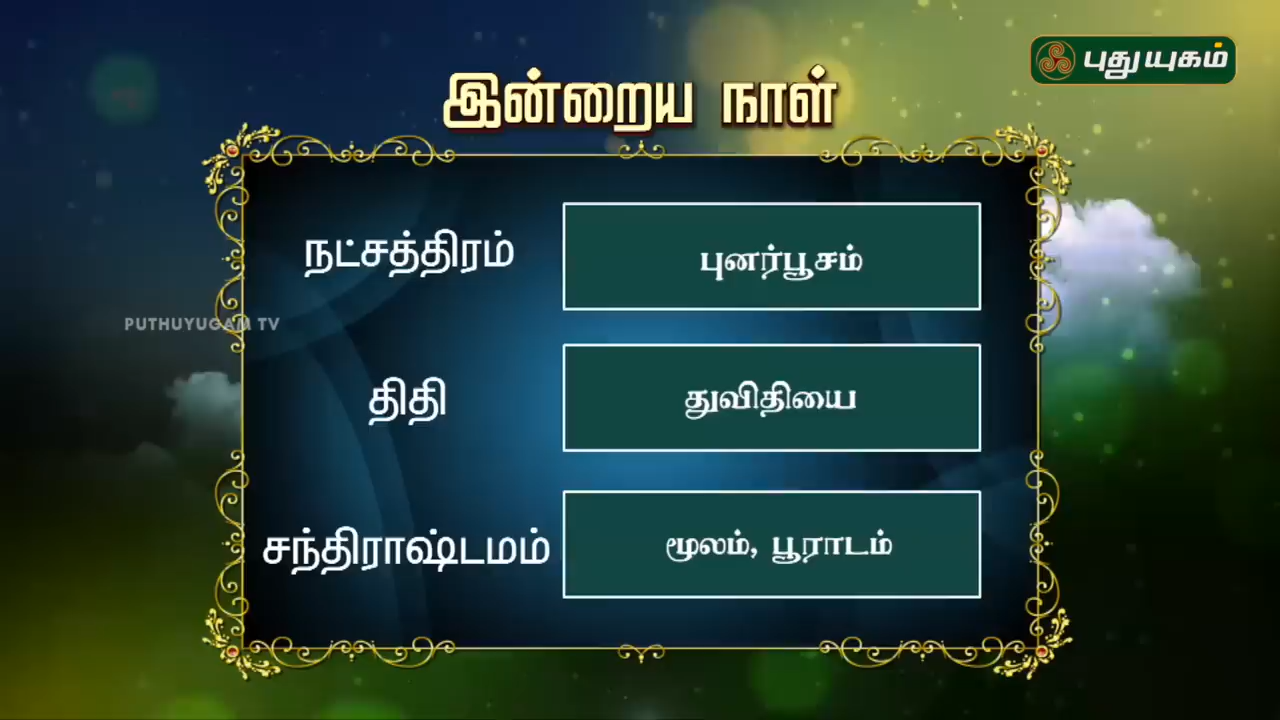 புதுயுகம்
இன்றைய நாள்
நட்சத்திரம் புனர்பூசம்
PUTHUYUGAM TV
திதி துவிதியை
சந்திராஷ்டமம் மூலம், பூராடம்